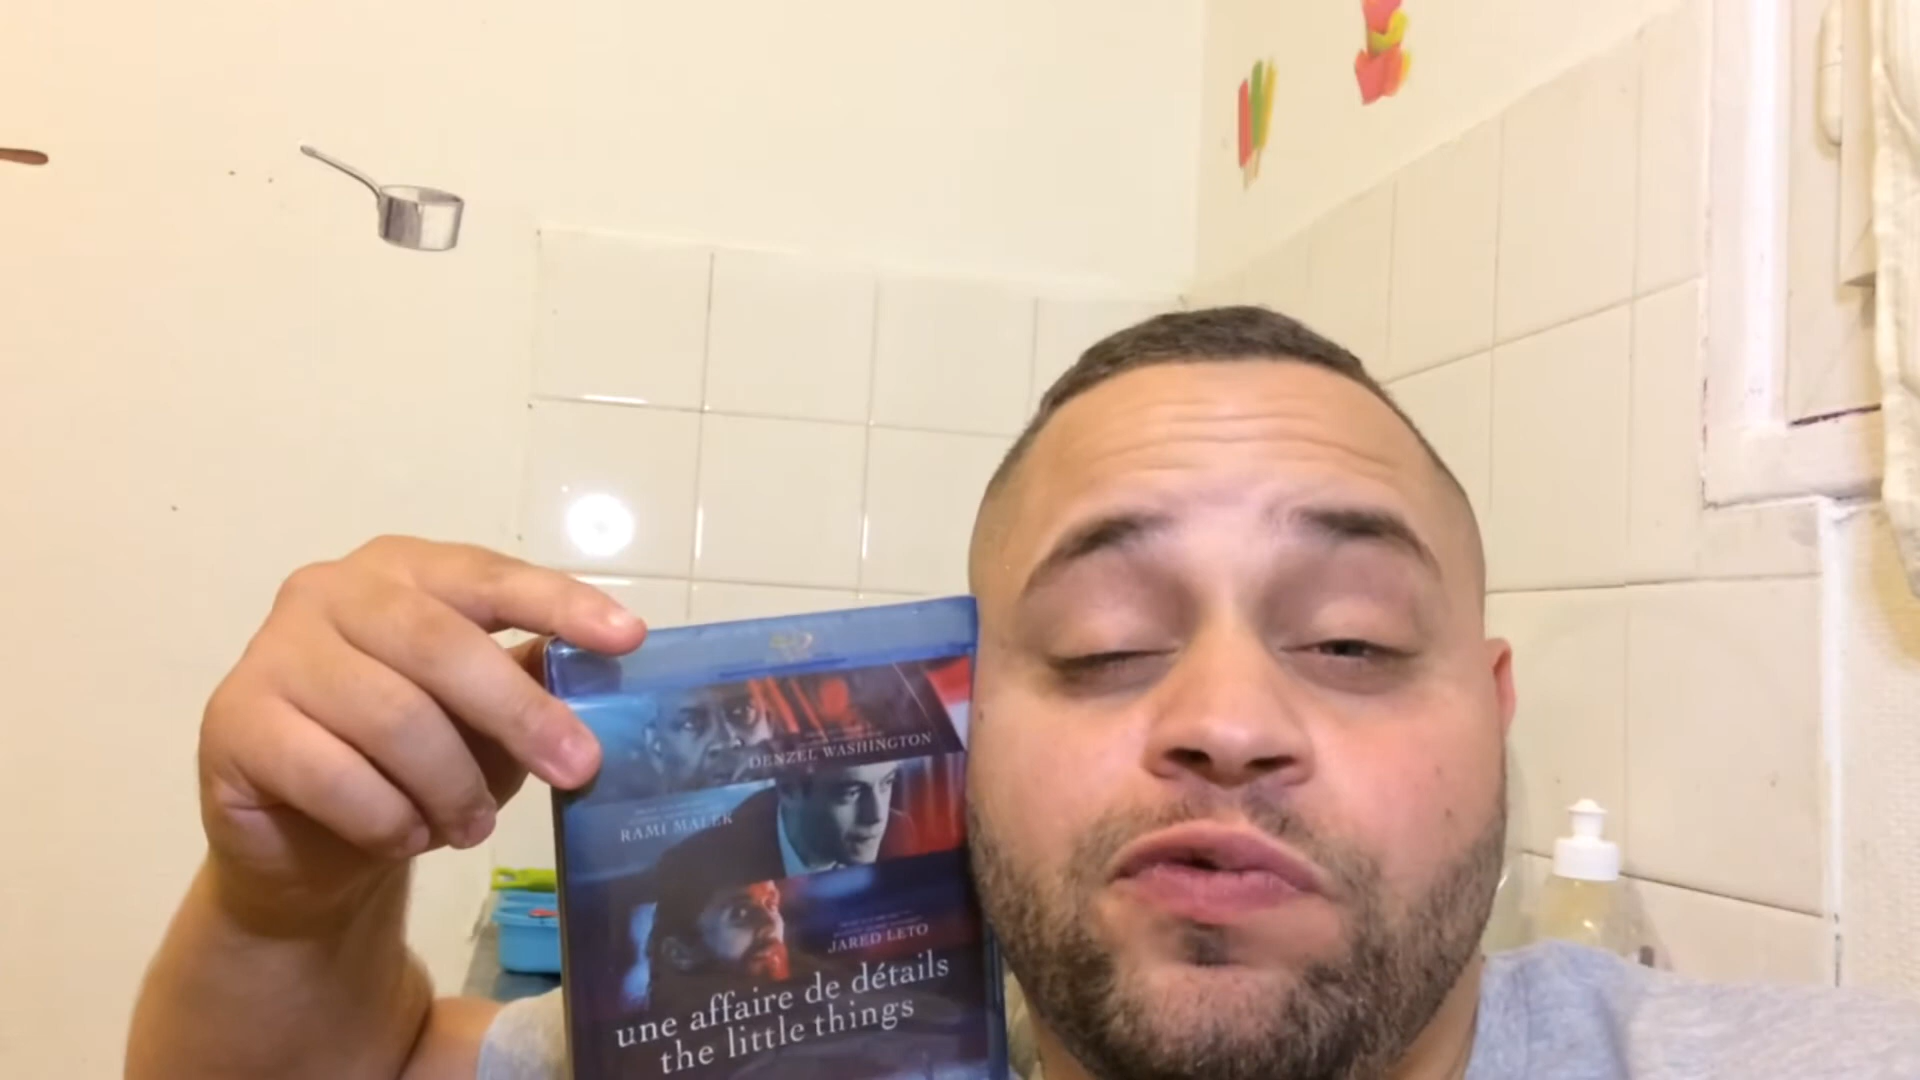 DENZEL WASHINGTON
RAMI MALEK
JARED LETO
une affaire de détails
the little things